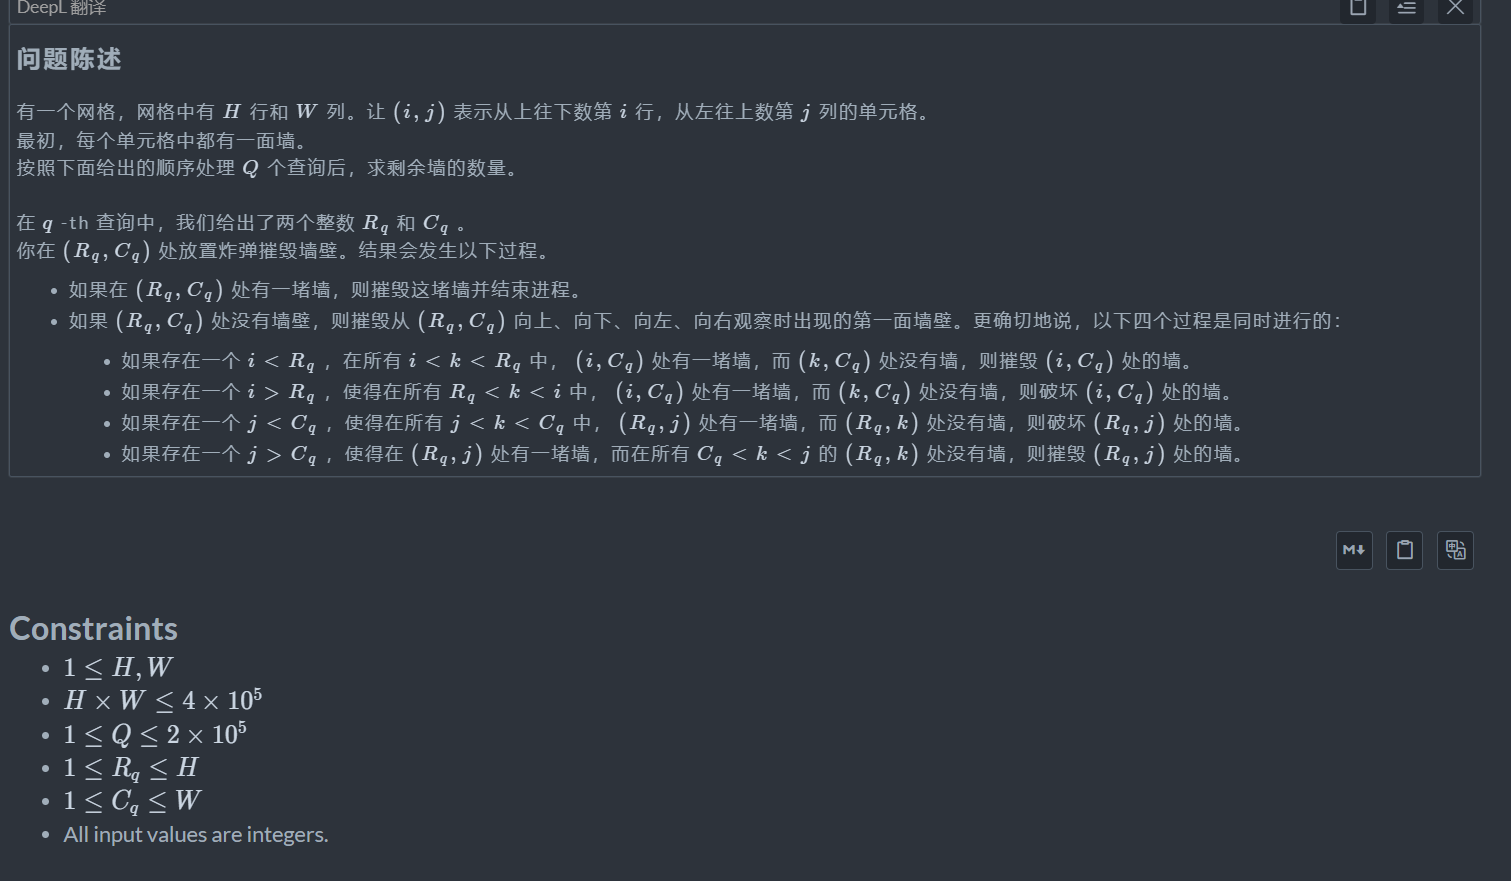 DeepL 翻译
问题陈述
有一个网格，网格中有 H 行和 W 列。让 (i, j) 表示从上往下数第 i 行，从左往上数第 j 列的单元格。
最初，每个单元格中都有一面墙。
按照下面给出的顺序处理 Q 个查询后，求剩余墙的数量。
在 q -th 查询中，我们给出了两个整数 R_q 和 C_q 。
你在 (R_q, C_q) 处放置炸弹摧毁墙壁。结果会发生以下过程。
• 如果在 (R_q, C_q) 处有一堵墙，则摧毁这堵墙并结束进程。
• 如果 (R_q, C_q) 处没有墙壁，则摧毁从 (R_q, C_q) 向上、向下、向左、向右观察时出现的第一面墙壁。更确切地说，以下四个过程是同时进行的：
• 如果存在一个 i < R_q ，在所有 i < k < R_q 中， (i, C_q) 处有一堵墙，而 (k, C_q) 处没有墙，则摧毁 (i, C_q) 处的墙。
• 如果存在一个 i > R_q ，使得在所有 R_q < k < i 中， (i, C_q) 处有一堵墙，而 (k, C_q) 处没有墙，则破坏 (i, C_q) 处的墙。
• 如果存在一个 j < C_q ，使得在所有 j < k < C_q 中， (R_q, j) 处有一堵墙，而 (R_q, k) 处没有墙，则破坏 (R_q, j) 处的墙。
• 如果存在一个 j > C_q ，使得在 (R_q, j) 处有一堵墙，而在所有 C_q < k < j 的 (R_q, k) 处没有墙，则摧毁 (R_q, j) 处的墙。
M↓
中 A
Constraints
• 1 ≤ H, W
• H × W ≤ 4 × 10^5
• 1 ≤ Q ≤ 2 × 10^5
• 1 ≤ R_q ≤ H
• 1 ≤ C_q ≤ W
• All input values are integers.